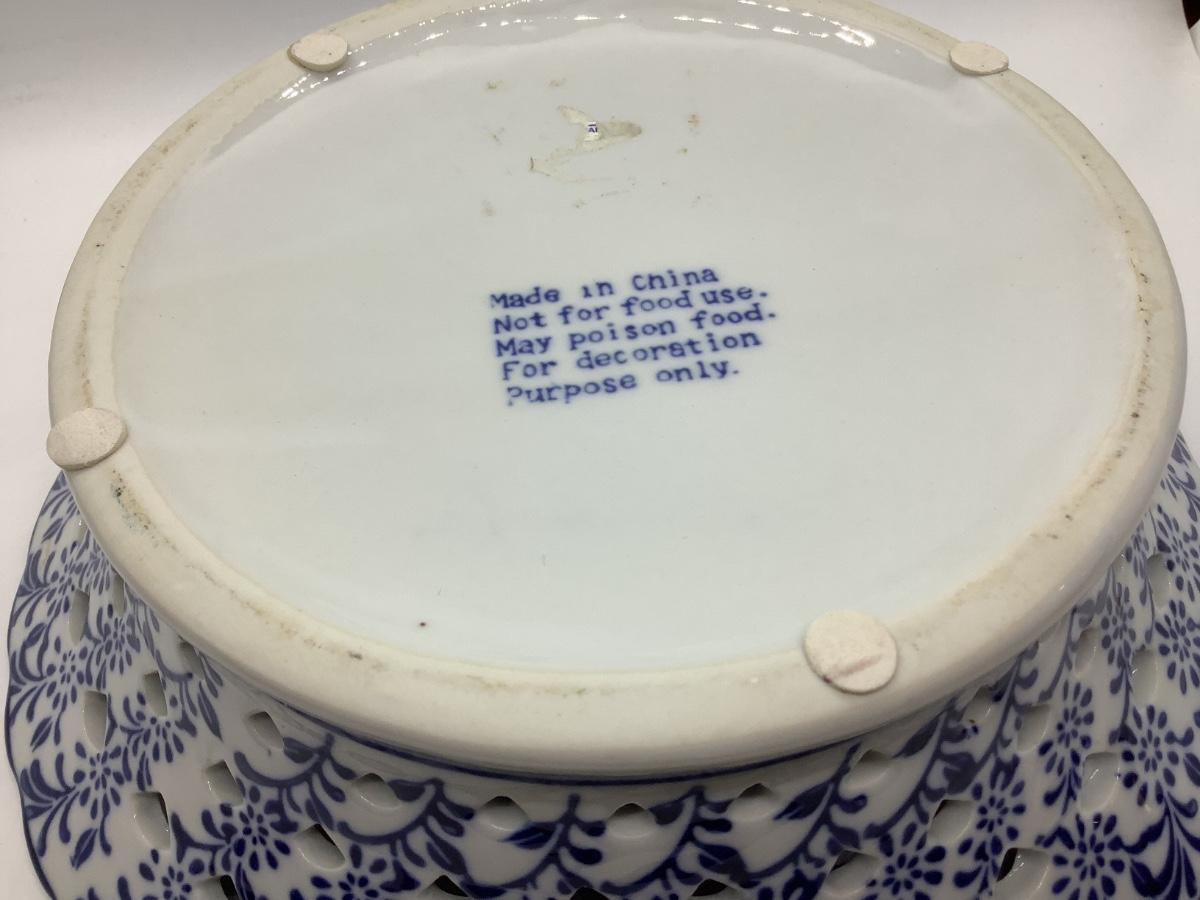 Made in China
Not for food use.
May poison food.
For decoration
Purpose only.